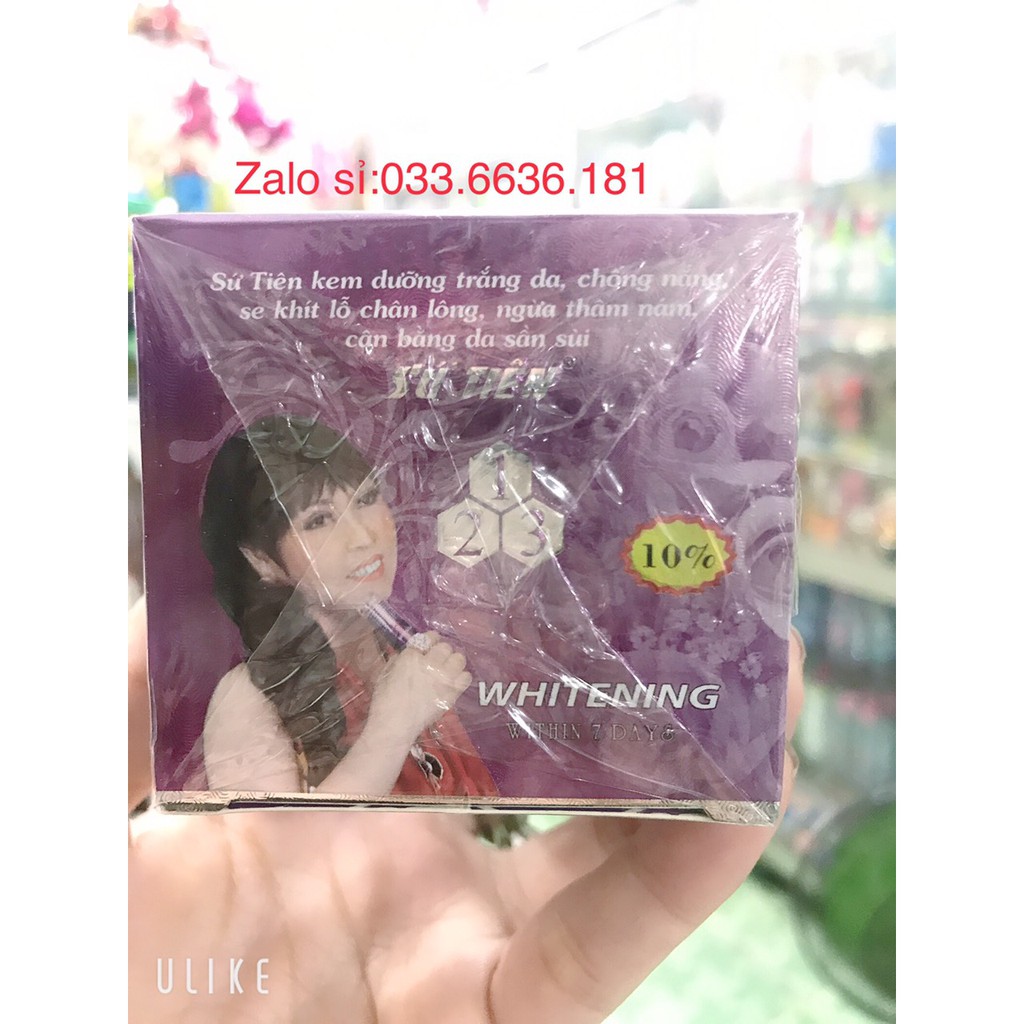 Zalo sỉ:033.6636.181
Sứ Tiên kem dưỡng trắng da, chống nắng,
se khít lỗ chân lông, ngừa thâm nám,
cân bằng da sần sùi
SỨ TIÊN®
1
2 3
10%
WHITENING
WITHIN 7 DAYS
ULIKE